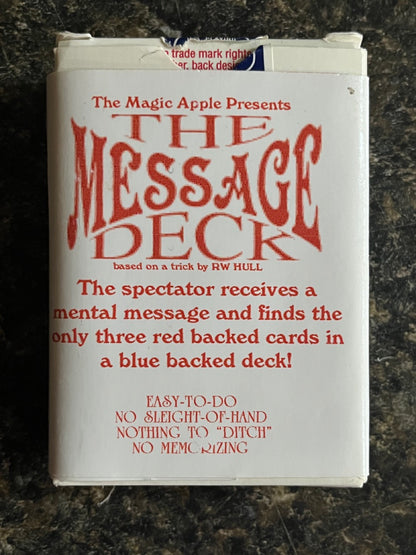 trade mark rights
back
The Magic Apple Presents
THE
MESSAGE
DECK
based on a trick by RW HULL
The spectator receives a
mental message and finds the
only three red backed cards in
a blue backed deck!
EASY-TO-DO
NO SLEIGHT-OF-HAND
NOTHING TO "DITCH"
NO MEMORIZING